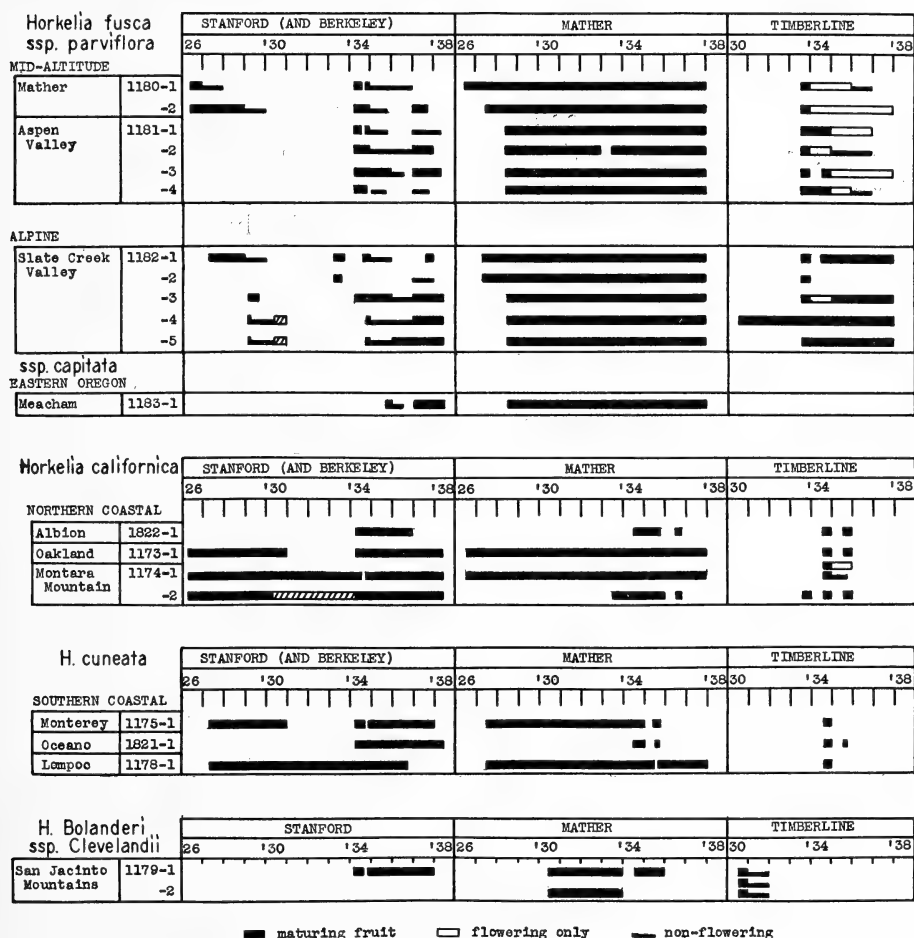 Horkelia fusca
ssp. parviflora
STANFORD (AND BERKELEY) MATHER TIMBERLINE
26 '30 '34 '38 26 '30 '34 '38 30 '34 '38
MID-ALTITUDE
Mather 1180-1
-2
Aspen 1181-1
Valley -2
-3
-4
ALPINE
Slate Creek 1182-1
Valley -2
-3
-4
-5
ssp. capitata
EASTERN OREGON
Meacham 1183-1
Horkelia californica STANFORD (AND BERKELEY) MATHER TIMBERLINE
26 '30 '34 '38 26 '30 '34 '38 30 '34 '38
NORTHERN COASTAL
Albion 1822-1
Oakland 1173-1
Montara 1174-1
Mountain
-2
H. cuneata STANFORD (AND BERKELEY) MATHER TIMBERLINE
26 '30 '34 '38 26 '30 '34 '38 30 '34 '38
SOUTHERN COASTAL
Monterey 1175-1
Oceano 1821-1
Lompoc 1178-1
H. Bolanderi
ssp. Clevelandii
STANFORD MATHER TIMBERLINE
26 '30 '34 '38 26 '30 '34 '38 30 '34 '38
San Jacinto 1179-1
Mountains -2
maturing fruit flowering only non-flowering